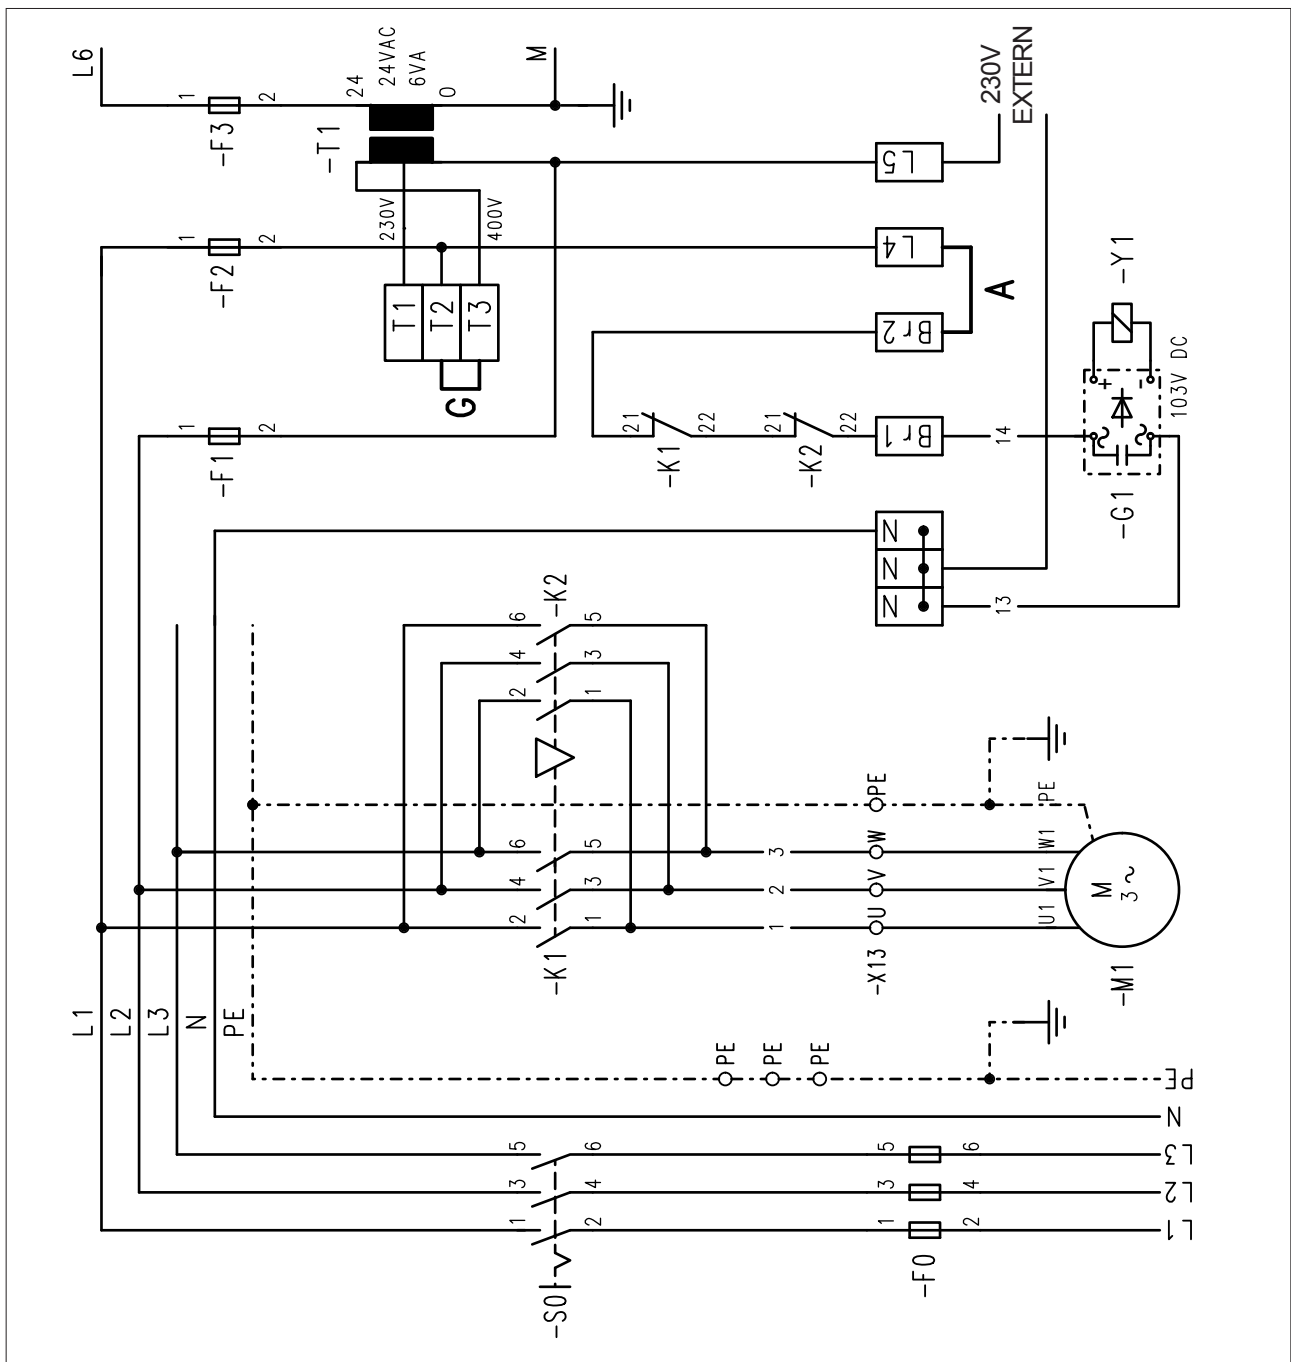 L6
1
2
-F3
24
24VAC
6VA
0
-T1
M
230V
EXTERN
L5
1
2
-F2
230V
400V
T1
T2
T3
G
L4
A
Br2
-Y1
1
2
-F1
21
22
-K1
21
22
-K2
Br1
14
+
-
103V DC
-G1
N
N
N
13
6
5
4
3
2
1
-K2
PE
PE
6
5
3
W
W1
4
3
2
V
V1
2
1
1
U
U1
-K1
-X13
M
3~
-M1
L1
L2
L3
N
PE
PE
PE
PE
PE
N
5
6
5
6
L3
3
4
3
4
L2
1
2
1
2
L1
-S0
-F0